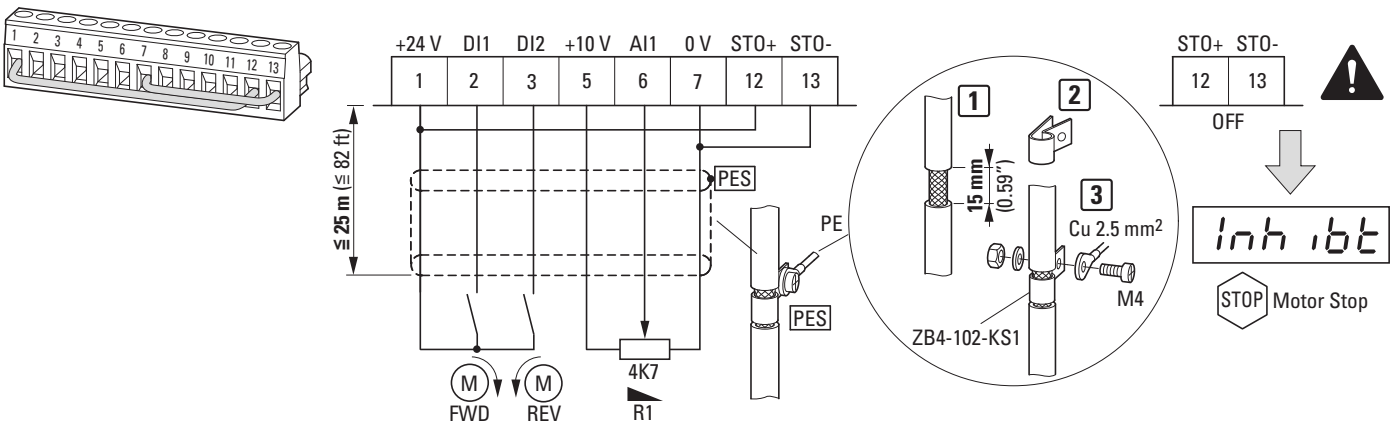 1 2 3 4 5 6 7 8 9 10 11 12 13
+24 V DI1 DI2 +10 V AI1 0 V STO+ STO-
1 2 3 5 6 7 12 13
≦ 25 m (≦ 82 ft)
PES
PE
PES
M M
FWD REV
4K7
R1
1
2
15 mm
(0.59″)
3
Cu 2.5 mm²
M4
ZB4-102-KS1
STO+ STO-
12 13
OFF
Inhibt
STOP Motor Stop